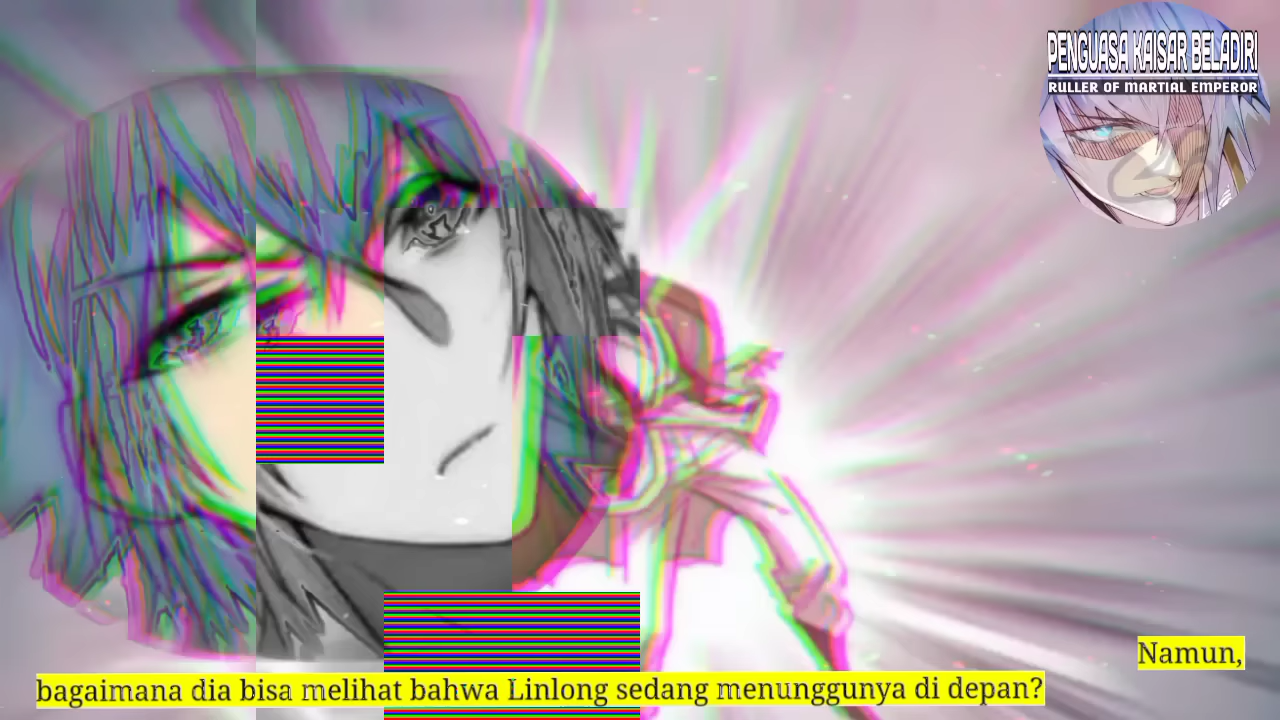 PENGUASA KAISAR BELADIRI
RULLER OF MARTIAL EMPEROR
Namun,
bagaimana dia bisa melihat bahwa Linlong sedang menunggunya di depan?